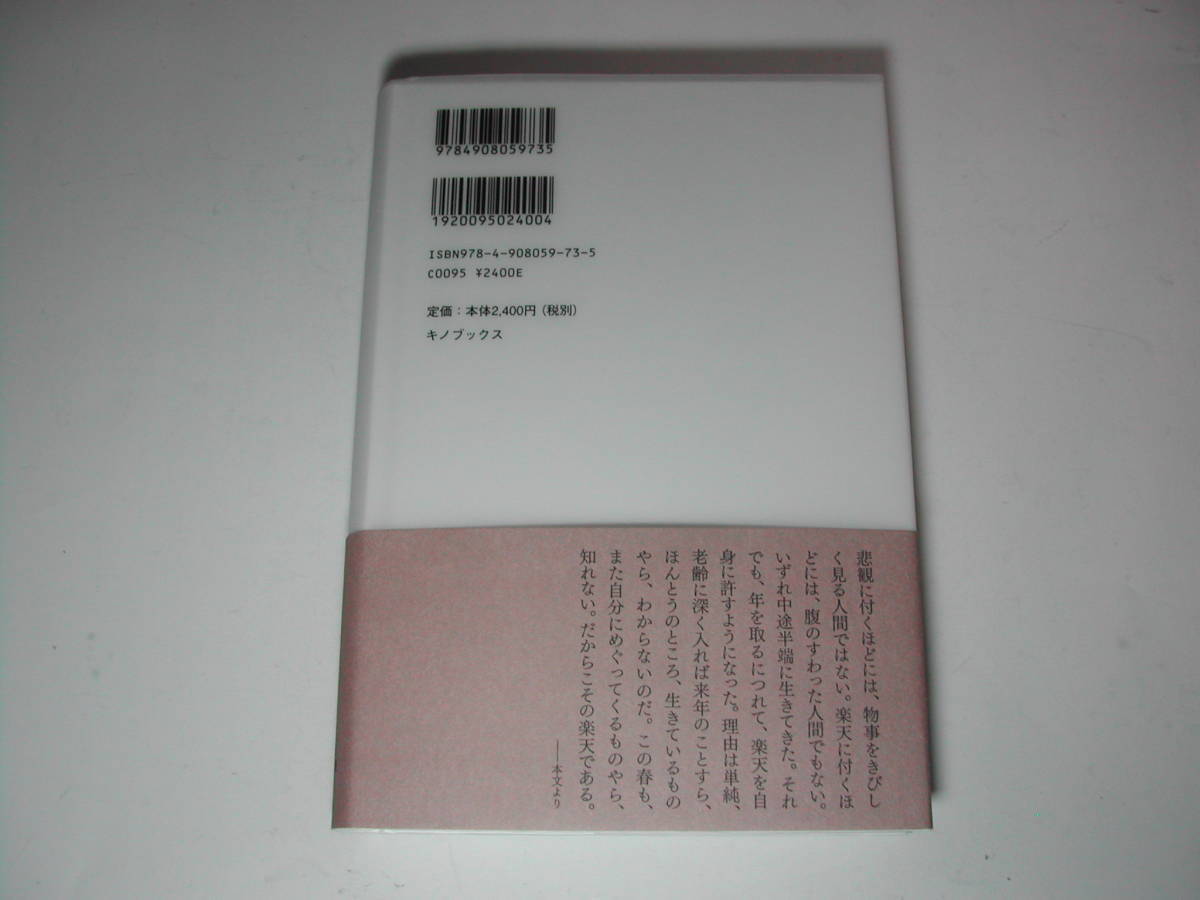 9784908059735
1920095024004
ISBN978-4-908059-73-5
C0095 ¥2400E
定価：本体2,400円（税別）
キノブックス
悲観に付くほどには、物事をきびし
く見る人間ではない。楽天に付くほ
どには、腹のすわった人間でもない。
いずれ中途半端に生きてきた。それ
でも、年を取るにつれて、楽天を自
身に許すようになった。理由は単純、
老齢に深く入れば来年のことすら、
ほんとうのところ、生きているもの
やら、わからないのだ。この春も、
また自分にめぐってくるものやら、
知れない。だからこその楽天である。
――本文より